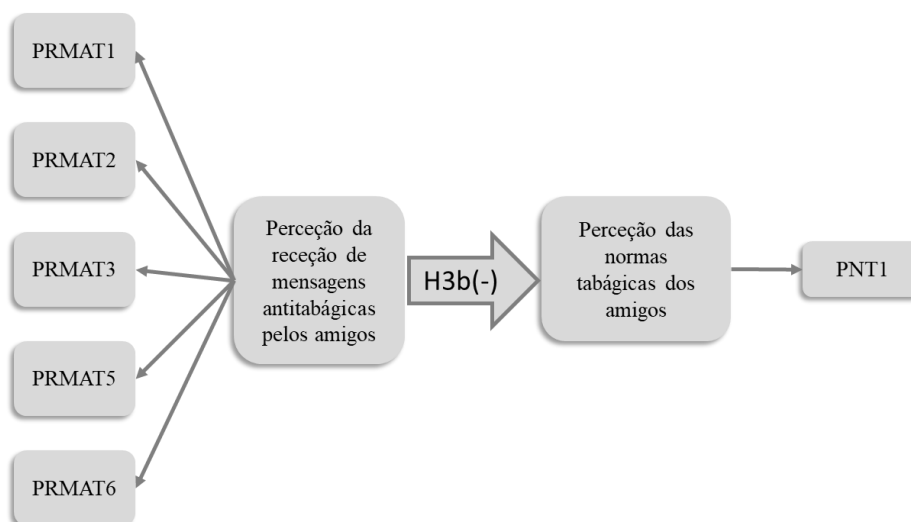 PRMAT1
PRMAT2
PRMAT3
PRMAT5
PRMAT6
Perceção da
receção de
mensagens
antitabágicas
pelos amigos
H3b(-)
Perceção das
normas
tabágicas dos
amigos
PNT1